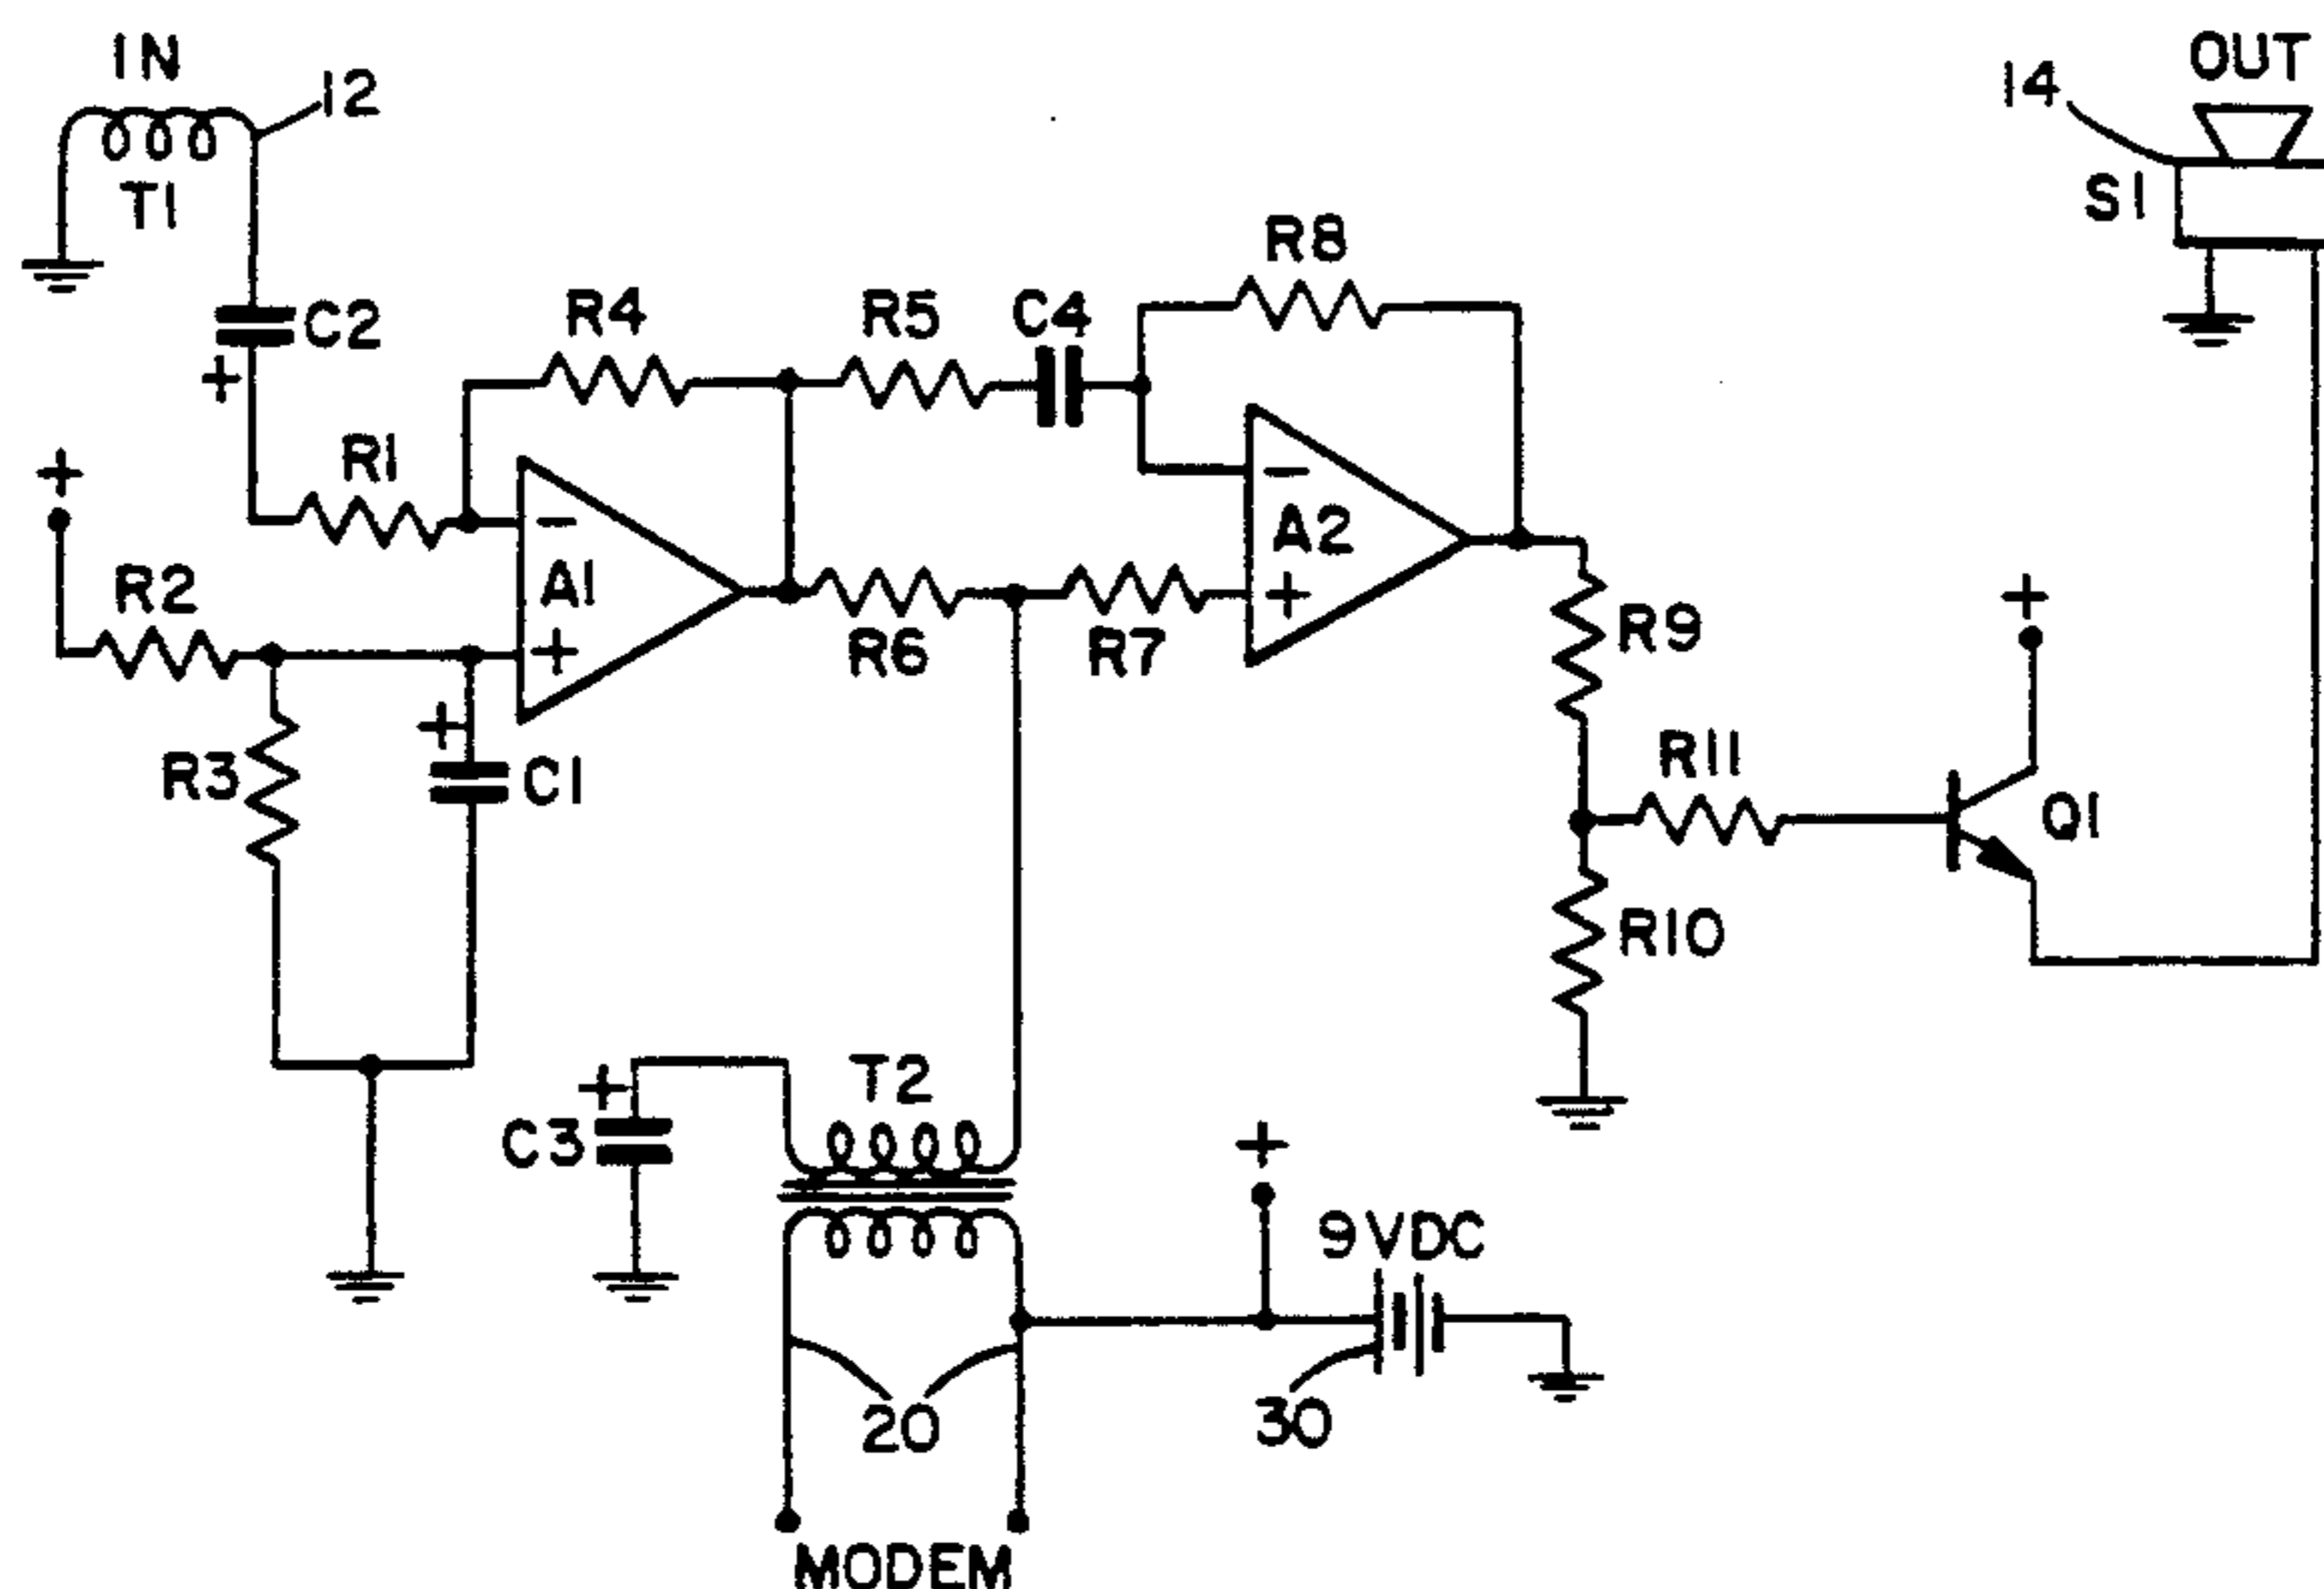 IN
12
T1
14
OUT
S1
C2
+
R4
R5
C4
R8
R1
+
R2
−
A1
+
−
A2
+
R6
R7
R9
+
R3
+
C1
R11
Q1
R10
T2
+
C3
+
9VDC
20
30
MODEM